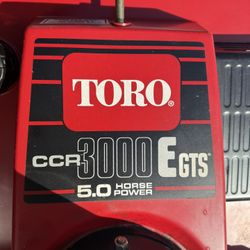 TORO®
CCR 3000 E GTS®
5.0 HORSE POWER